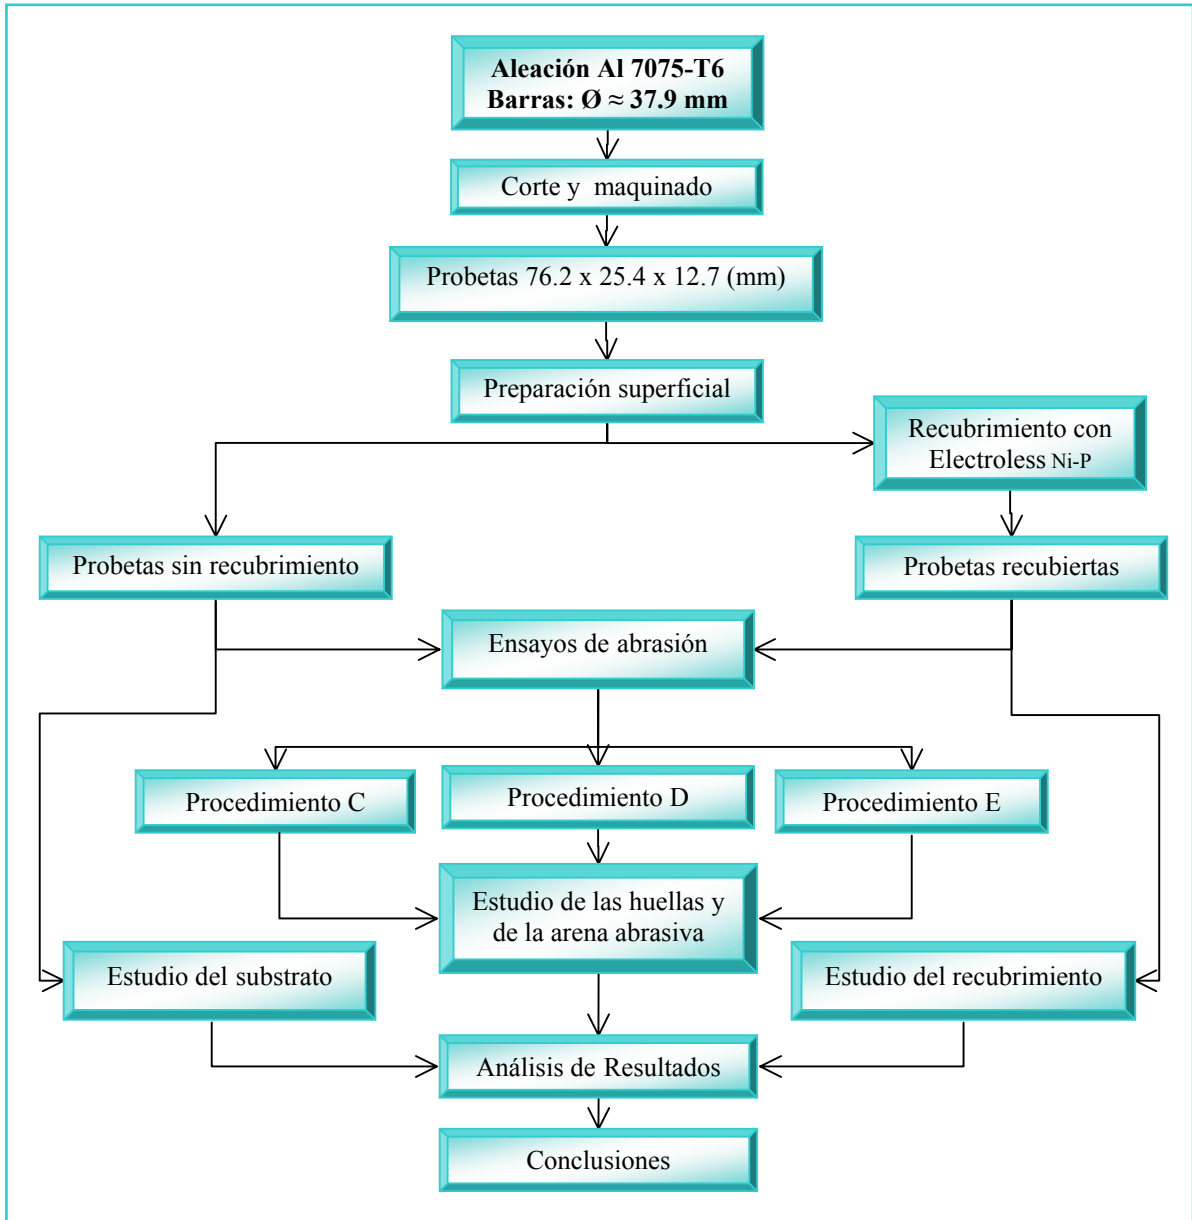 Aleación Al 7075-T6
Barras: Ø ≈ 37.9 mm
Corte y maquinado
Probetas 76.2 x 25.4 x 12.7 (mm)
Preparación superficial
Recubrimiento con
Electroless Ni-P
Probetas sin recubrimiento
Probetas recubiertas
Ensayos de abrasión
Procedimiento C
Procedimiento D
Procedimiento E
Estudio de las huellas y
de la arena abrasiva
Estudio del substrato
Estudio del recubrimiento
Análisis de Resultados
Conclusiones